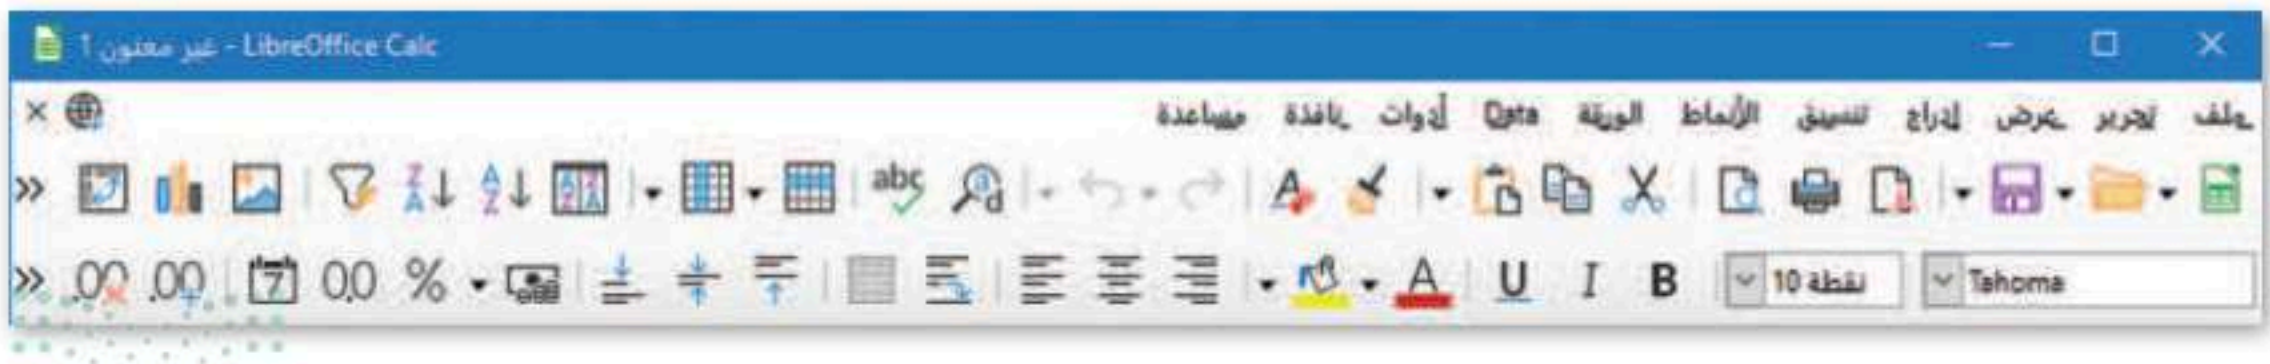 غير معنون 1 - LibreOffice Calc
ملف تحرير عرض إدراج تنسيق الأنماط الورقة Data أدوات نافذة مساعدة
abc
Tahoma 10 نقطة B I U A % 0,0 7 .00 .00